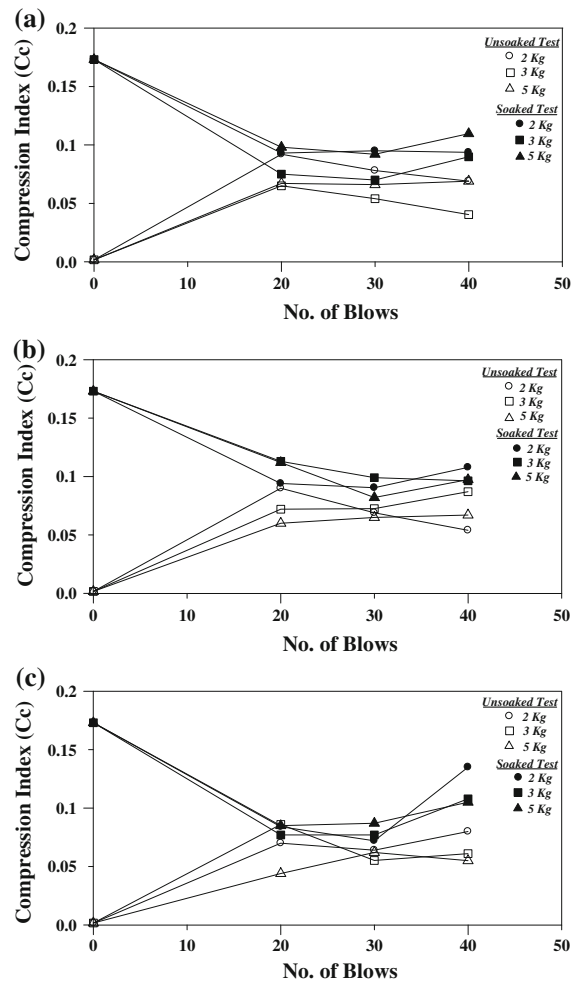 (a)
0.2
0.15
0.1
0.05
0.0
Compression Index (Cc)
0
10
20
30
40
50
No. of Blows
Unsoaked Test
2 Kg
3 Kg
5 Kg
Soaked Test
2 Kg
3 Kg
5 Kg
(b)
0.2
0.15
0.1
0.05
0.0
Compression Index (Cc)
0
10
20
30
40
50
No. of Blows
Unsoaked Test
2 Kg
3 Kg
5 Kg
Soaked Test
2 Kg
3 Kg
5 Kg
(c)
0.2
0.15
0.1
0.05
0.0
Compression Index (Cc)
0
10
20
30
40
50
No. of Blows
Unsoaked Test
2 Kg
3 Kg
5 Kg
Soaked Test
2 Kg
3 Kg
5 Kg